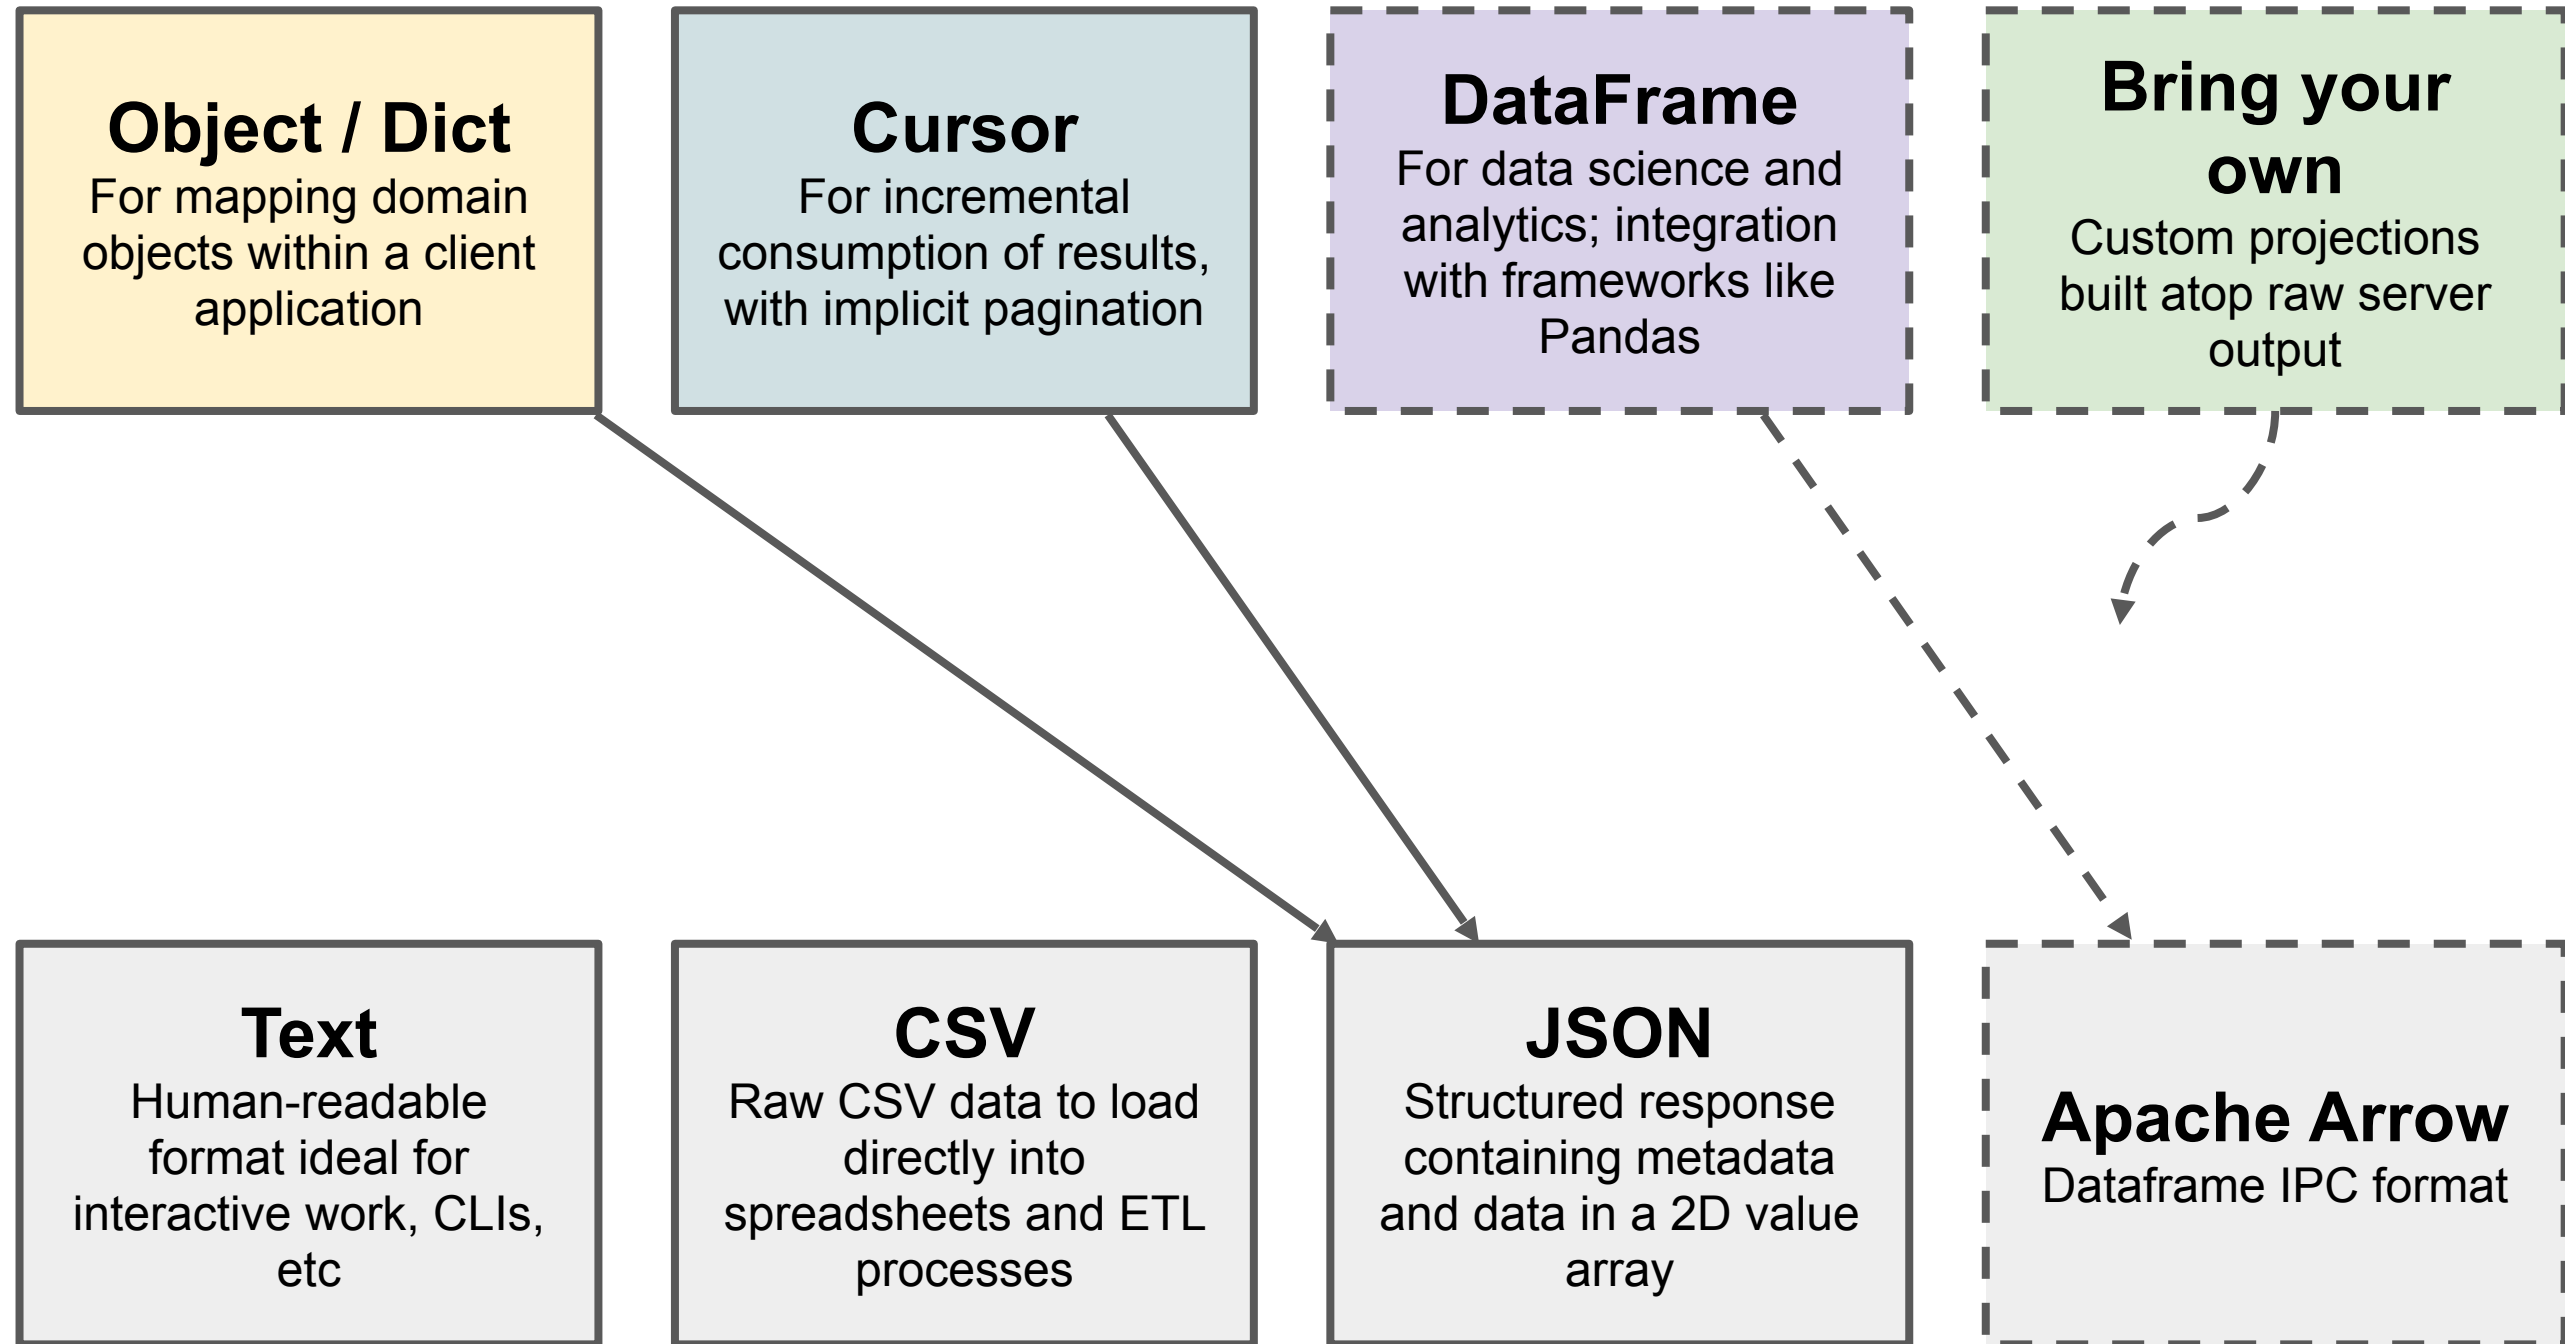 Object / Dict
For mapping domain
objects within a client
application
Cursor
For incremental
consumption of results,
with implicit pagination
DataFrame
For data science and
analytics; integration
with frameworks like
Pandas
Bring your
own
Custom projections
built atop raw server
output
Text
Human-readable
format ideal for
interactive work, CLIs,
etc
CSV
Raw CSV data to load
directly into
spreadsheets and ETL
processes
JSON
Structured response
containing metadata
and data in a 2D value
array
Apache Arrow
Dataframe IPC format